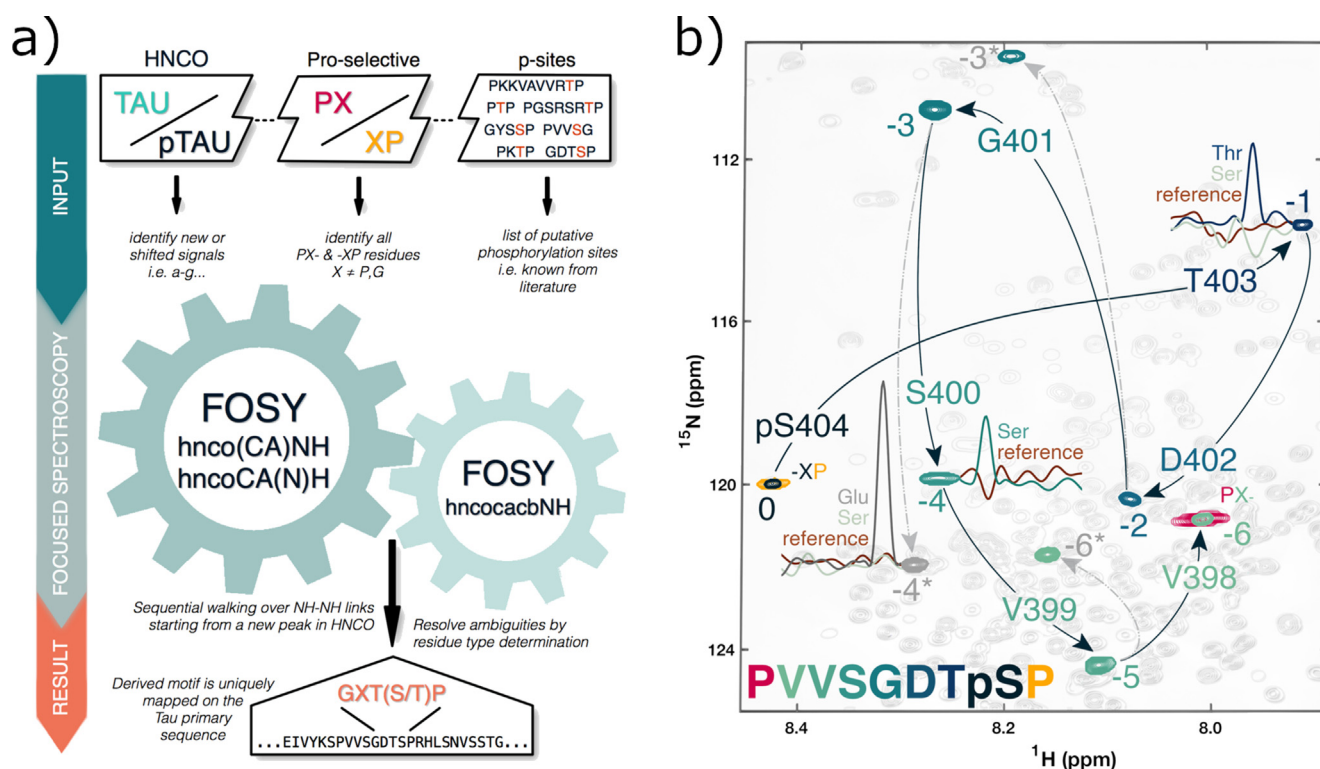 a)
HNCO
Pro-selective
p-sites
TAU
pTAU
PX
XP
PKKVAVVRTP
PTP PGSRSRTP
GYSSP PVVSG
PKTP GDTSP
INPUT
identify new or
shifted signals
i.e. a-g...
identify all
PX- & -XP residues
X ≠ P,G
list of putative
phosphorylation sites
i.e. known from
literature
FOCUSED SPECTROSCOPY
FOSY
hnco(CA)NH
hncoCA(N)H
FOSY
hncocacbNH
Sequential walking over NH-NH links
starting from a new peak in HNCO
Resolve ambiguities by
residue type determination
RESULT
Derived motif is uniquely
mapped on the
Tau primary
sequence
GXT(S/T)P
...EIVYKSPVVSGDTSPRHLSNVSSTG...
b)
-3*
-3
G401
112
Thr
Ser
reference
-1
T403
116
15N (ppm)
S400
pS404
Ser
reference
-XP
D402
120
0
-4
-2
PX-
-6
Glu
Ser
reference
-4*
-6*
V398
V399
124
-5
PVVSGDTpSP
8.4
8.2
8.0
1H (ppm)